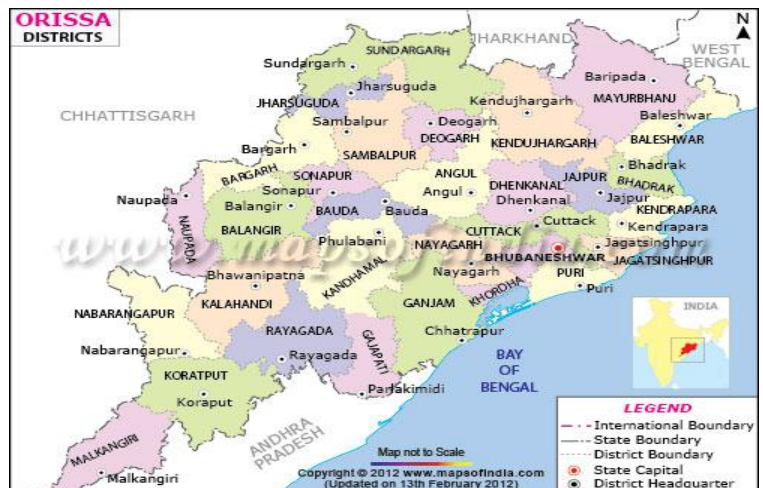 ORISSA
DISTRICTS
JHARKHAND
N
WEST
BENGAL
SUNDARGARH
Sundargarh
Baripada
MAYURBHANJ
Jharsuguda
JHARSUGUDA
Kendujhargarh
CHHATTISGARH
Sambalpur
Deogarh
DEOGARH
Baleshwar
BALESHWAR
KENDUJHARGARH
Bargarh
SAMBALPUR
BARGARH
SONAPUR
Sonapur
ANGUL
Angul
DHENKANAL
Dhenkanal
JAJPUR
Jajpur
Bhadrak
BHADRAK
Naupada
NAUPADA
Balangir
BALANGIR
BAUDA
Bauda
KENDRAPARA
Kendrapara
CUTTACK
Cuttack
Phulabani
KANDHAMAL
NAYAGARH
Nayagarh
BHUBANESHWAR
Jagatsinghpur
JAGATSINGHPUR
www.mapsofindia.com
Bhawanipatna
KALAHANDI
KHORDHA
PURI
Puri
NABARANGAPUR
Nabarangapur
RAYAGADA
Rayagada
GANJAM
Chhatrapur
GAJAPATI
Parlakimidi
KORATPUT
Koraput
MALKANGIRI
Malkangiri
ANDHRA
PRADESH
BAY
OF
BENGAL
INDIA
Map not to Scale
Copyright © 2012 www.mapsofindia.com
(Updated on 13th February 2012)
LEGEND
International Boundary
State Boundary
District Boundary
State Capital
District Headquarter